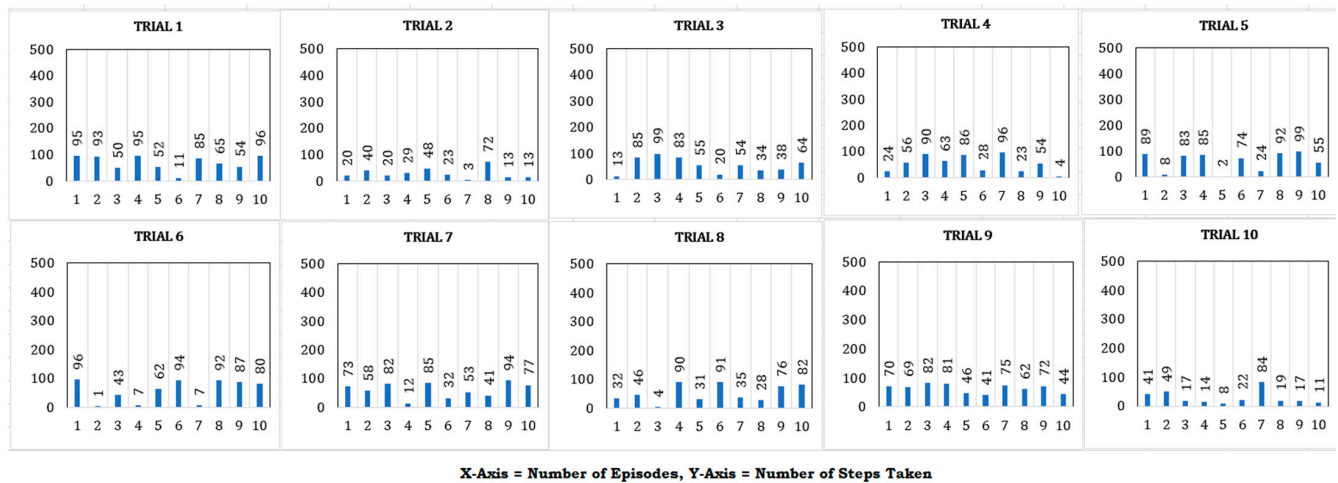 TRIAL 1
500
400
300
200
100
0
95 93 50 95 52 11 85 65 54 96
1 2 3 4 5 6 7 8 9 10
TRIAL 2
500
400
300
200
100
0
20 40 20 29 48 23 3 72 13 13
1 2 3 4 5 6 7 8 9 10
TRIAL 3
500
400
300
200
100
0
13 85 99 83 55 20 54 34 38 64
1 2 3 4 5 6 7 8 9 10
TRIAL 4
500
400
300
200
100
0
24 56 90 63 86 28 96 23 54 4
1 2 3 4 5 6 7 8 9 10
TRIAL 5
500
400
300
200
100
0
89 8 83 85 2 74 24 92 99 55
1 2 3 4 5 6 7 8 9 10
TRIAL 6
500
400
300
200
100
0
96 1 43 7 62 94 7 92 87 80
1 2 3 4 5 6 7 8 9 10
TRIAL 7
500
400
300
200
100
0
73 58 82 12 85 32 53 41 94 77
1 2 3 4 5 6 7 8 9 10
TRIAL 8
500
400
300
200
100
0
32 46 4 90 31 91 35 28 76 82
1 2 3 4 5 6 7 8 9 10
TRIAL 9
500
400
300
200
100
0
70 69 82 81 46 41 75 62 72 44
1 2 3 4 5 6 7 8 9 10
TRIAL 10
500
400
300
200
100
0
41 49 17 14 8 22 84 19 17 11
1 2 3 4 5 6 7 8 9 10
X-Axis = Number of Episodes, Y-Axis = Number of Steps Taken